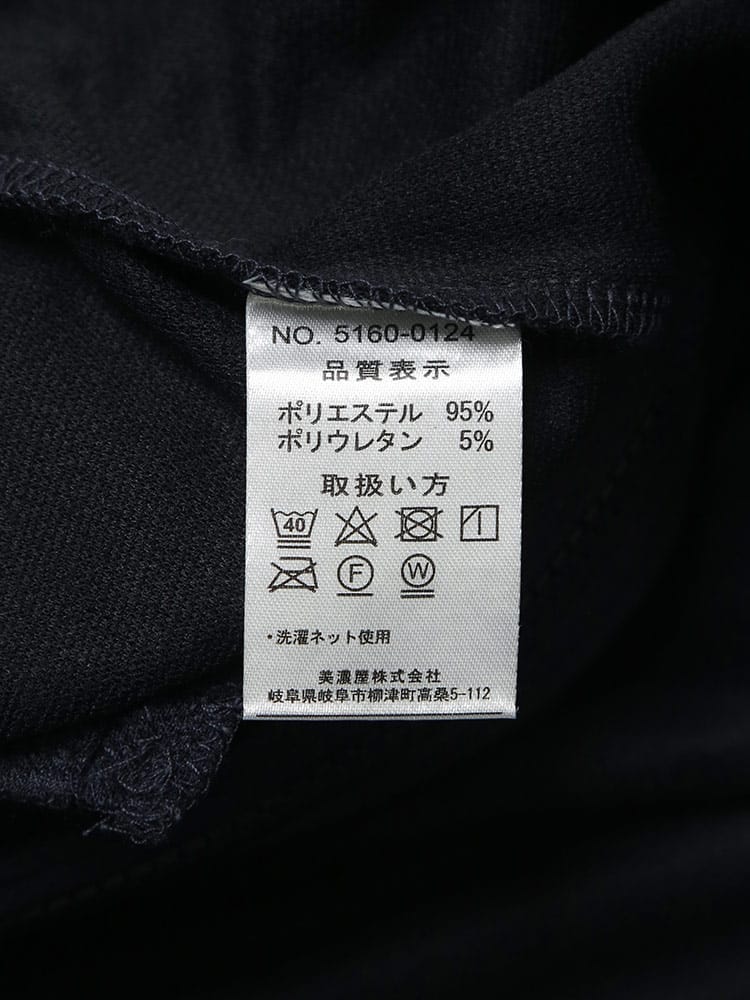 NO. 5160-0124
品質表示
ポリエステル 95%
ポリウレタン 5%
取扱い方
40
F W
・洗濯ネット使用
美濃屋株式会社
岐阜県岐阜市柳津町高桑5-112